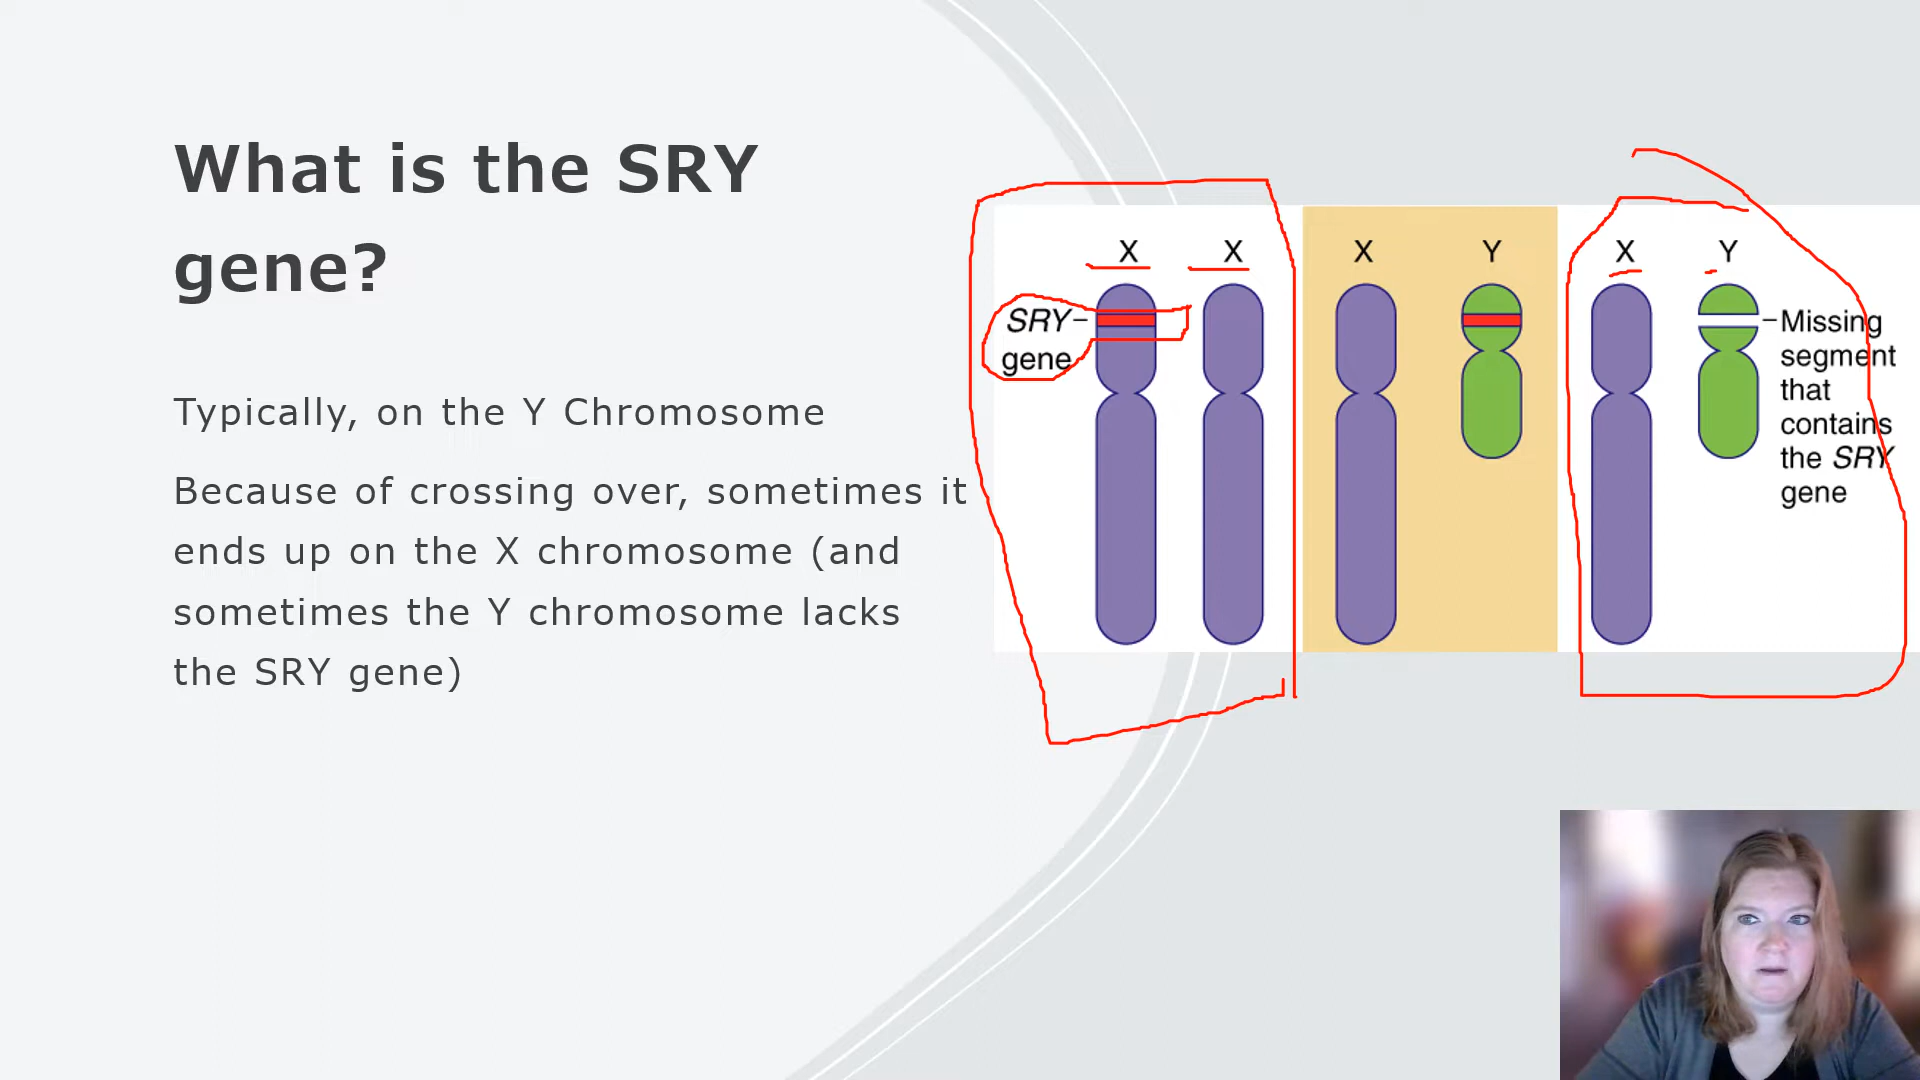 What is the SRY
gene?
Typically, on the Y Chromosome
Because of crossing over, sometimes it
ends up on the X chromosome (and
sometimes the Y chromosome lacks
the SRY gene)
X X X Y X Y
SRY
gene
Missing
segment
that
contains
the SRY
gene